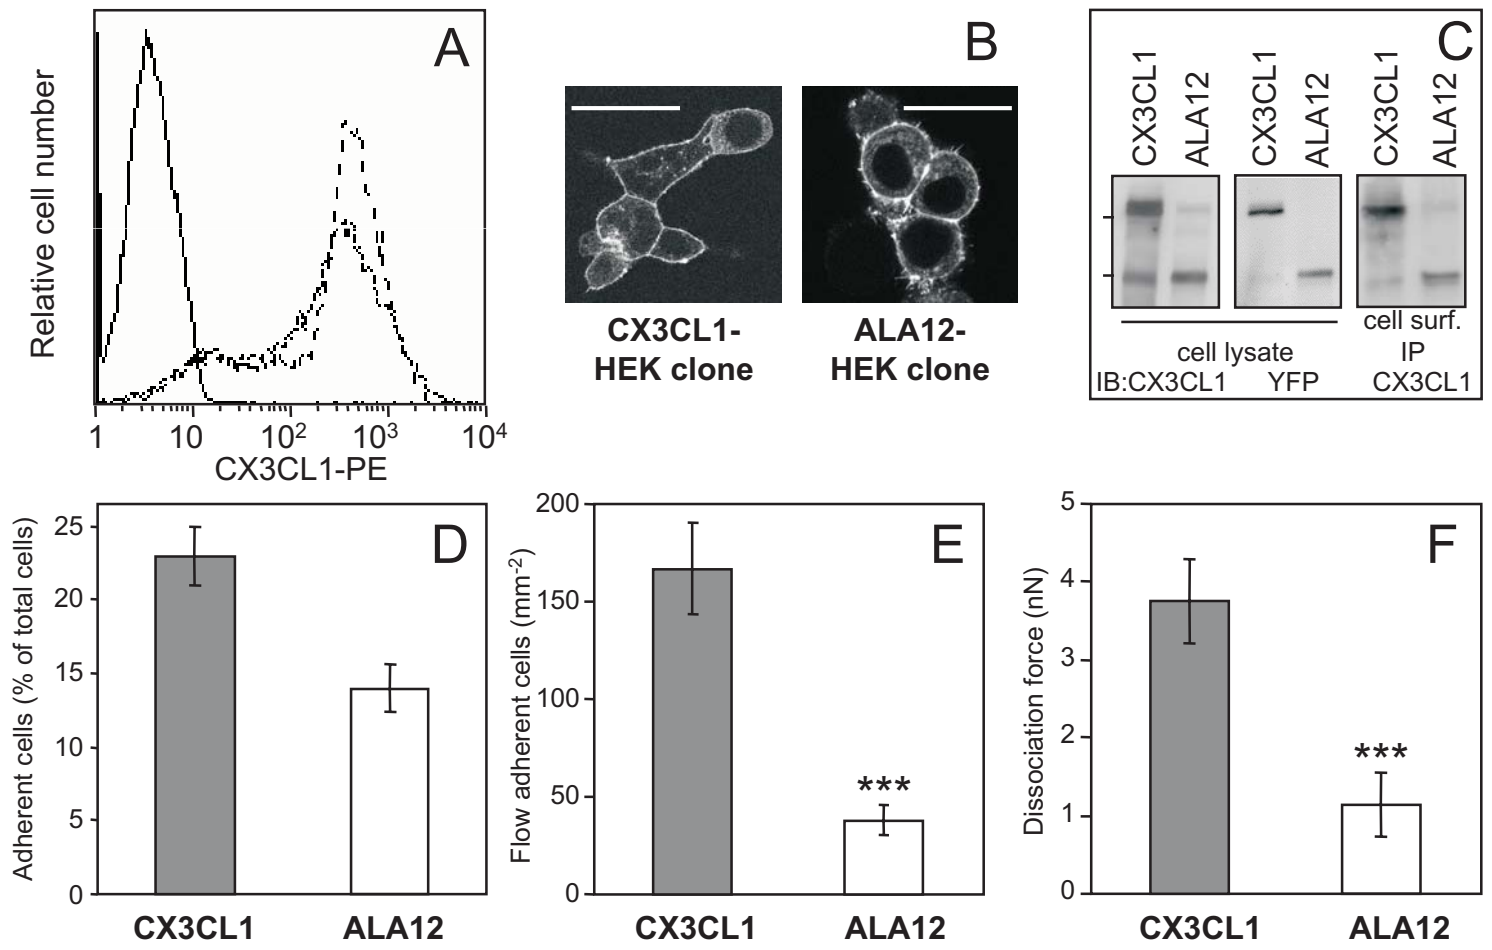 A
Relative cell number
1 10 10² 10³ 10⁴
CX3CL1-PE
B
CX3CL1-
HEK clone
ALA12-
HEK clone
C
CX3CL1 ALA12 CX3CL1 ALA12 CX3CL1 ALA12
cell surf.
cell lysate IP
IB:CX3CL1 YFP CX3CL1
D
Adherent cells (% of total cells)
25
20
15
10
5
0
CX3CL1 ALA12
E
Flow adherent cells (mm⁻²)
200
150
100
50
0
***
CX3CL1 ALA12
F
Dissociation force (nN)
5
4
3
2
1
0
***
CX3CL1 ALA12